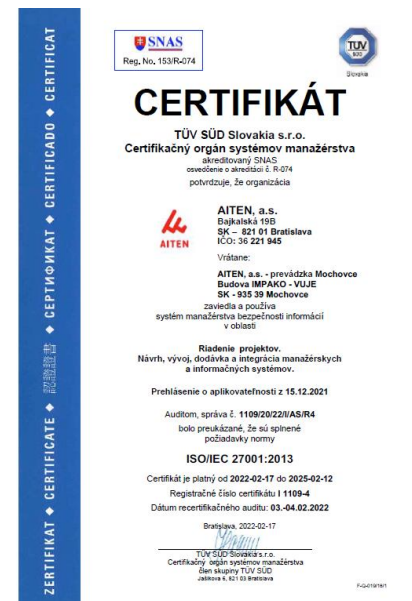 SNAS
Reg. No. 153/R-074
TÜV
SÜD
Slovakia
CERTIFIKÁT
TÜV SÜD Slovakia s.r.o.
Certifikačný orgán systémov manažérstva
akreditovaný SNAS
osvedčenie o akreditácii č. R-074
potvrdzuje, že organizácia
AITEN
AITEN, a.s.
Bajkalská 19B
SK – 821 01 Bratislava
IČO: 36 221 945
Vrátane:
AITEN, a.s. - prevádzka Mochovce
Budova IMPAKO - VUJE
SK - 935 39 Mochovce
zaviedla a používa
systém manažérstva bezpečnosti informácií
v oblasti
Riadenie projektov.
Návrh, vývoj, dodávka a integrácia manažérskych
a informačných systémov.
Prehlásenie o aplikovateľnosti z 15.12.2021
Auditom, správa č. 1109/20/22/I/AS/R4
bolo preukázané, že sú splnené
požiadavky normy
ISO/IEC 27001:2013
Certifikát je platný od 2022-02-17 do 2025-02-12
Registračné číslo certifikátu I 1109-4
Dátum recertifikačného auditu: 03.-04.02.2022
Bratislava, 2022-02-17
TÜV SÜD Slovakia s.r.o.
Certifikačný orgán systémov manažérstva
člen skupiny TÜV SÜD
Jašíkova 6, 821 03 Bratislava
F-Q-019/16/1
ZERTIFIKAT ◆ CERTIFICATE ◆ 認證證書 ◆ СЕРТИФИКАТ ◆ CERTIFICADO ◆ CERTIFICAT